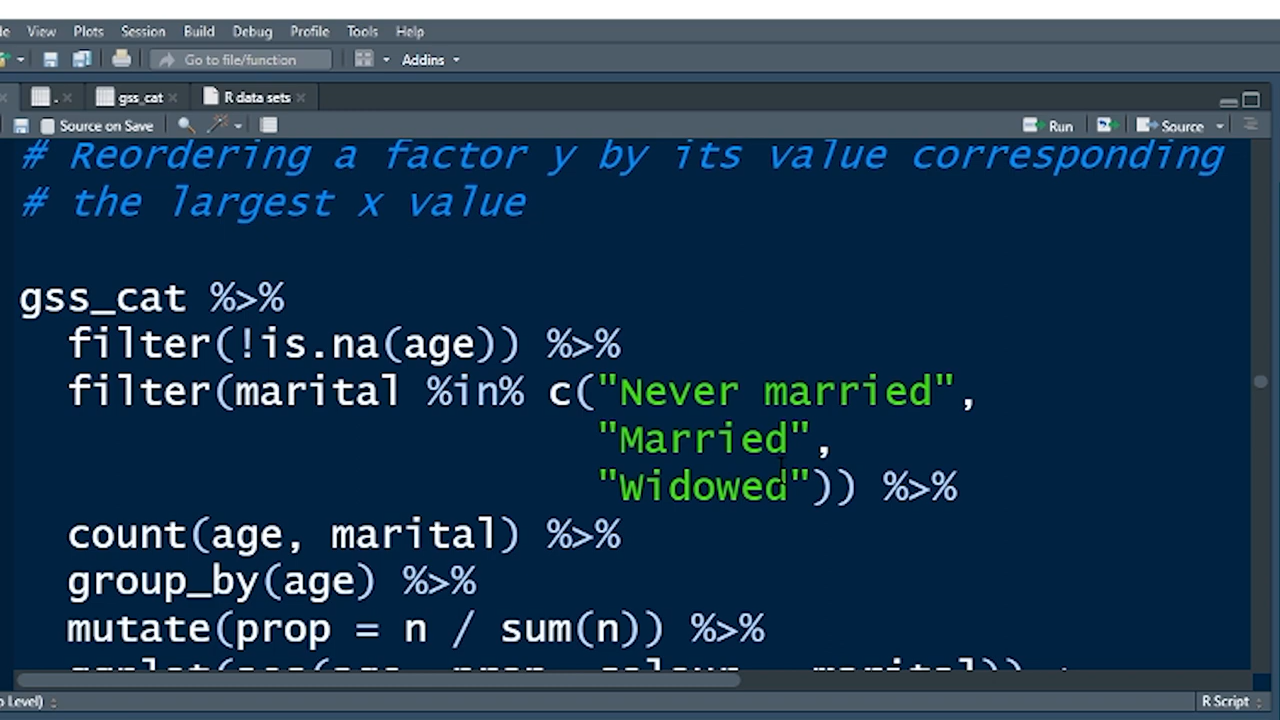 View Plots Session Build Debug Profile Tools Help
Go to file/function Addins
. gss_cat R data sets
Source on Save Run Source
# Reordering a factor y by its value corresponding
# the largest x value
gss_cat %>%
filter(!is.na(age)) %>%
filter(marital %in% c("Never married",
"Married",
"Widowed")) %>%
count(age, marital) %>%
group_by(age) %>%
mutate(prop = n / sum(n)) %>%
Level) R Script